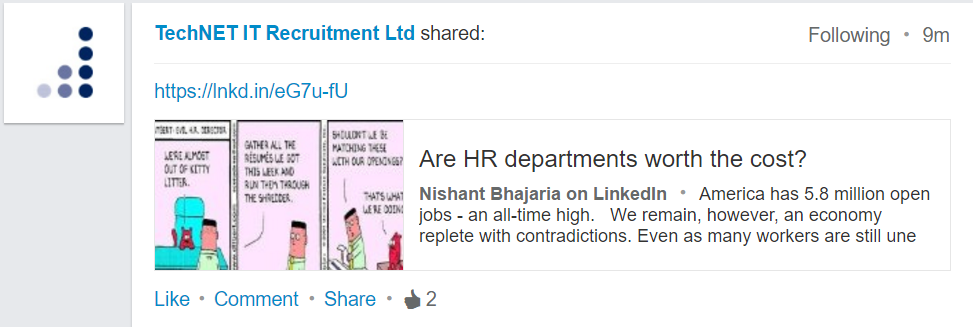 TechNET IT Recruitment Ltd shared:
Following • 9m
https://lnkd.in/eG7u-fU
EVIL H.R. DIRECTOR
WE'RE ALMOST
OUT OF KITTY
LITTER.
GATHER ALL THE
RESUMES WE GOT
THIS WEEK AND
RUN THEM THROUGH
THE SHREDDER.
SHOULDN'T WE BE
MATCHING THESE
WITH OUR OPENINGS?
THAT'S WHAT
WE'RE DOING
Are HR departments worth the cost?
Nishant Bhajaria on LinkedIn • America has 5.8 million open
jobs - an all-time high. We remain, however, an economy
replete with contradictions. Even as many workers are still une
Like • Comment • Share • 2